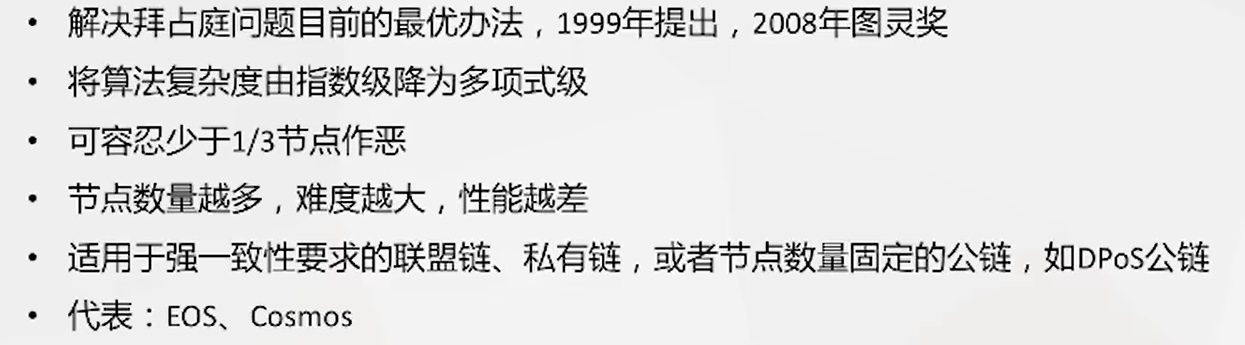 • 解决拜占庭问题目前的最优办法，1999年提出，2008年图灵奖
• 将算法复杂度由指数级降为多项式级
• 可容忍少于1/3节点作恶
• 节点数量越多，难度越大，性能越差
• 适用于强一致性要求的联盟链、私有链，或者节点数量固定的公链，如DPoS公链
• 代表：EOS、Cosmos